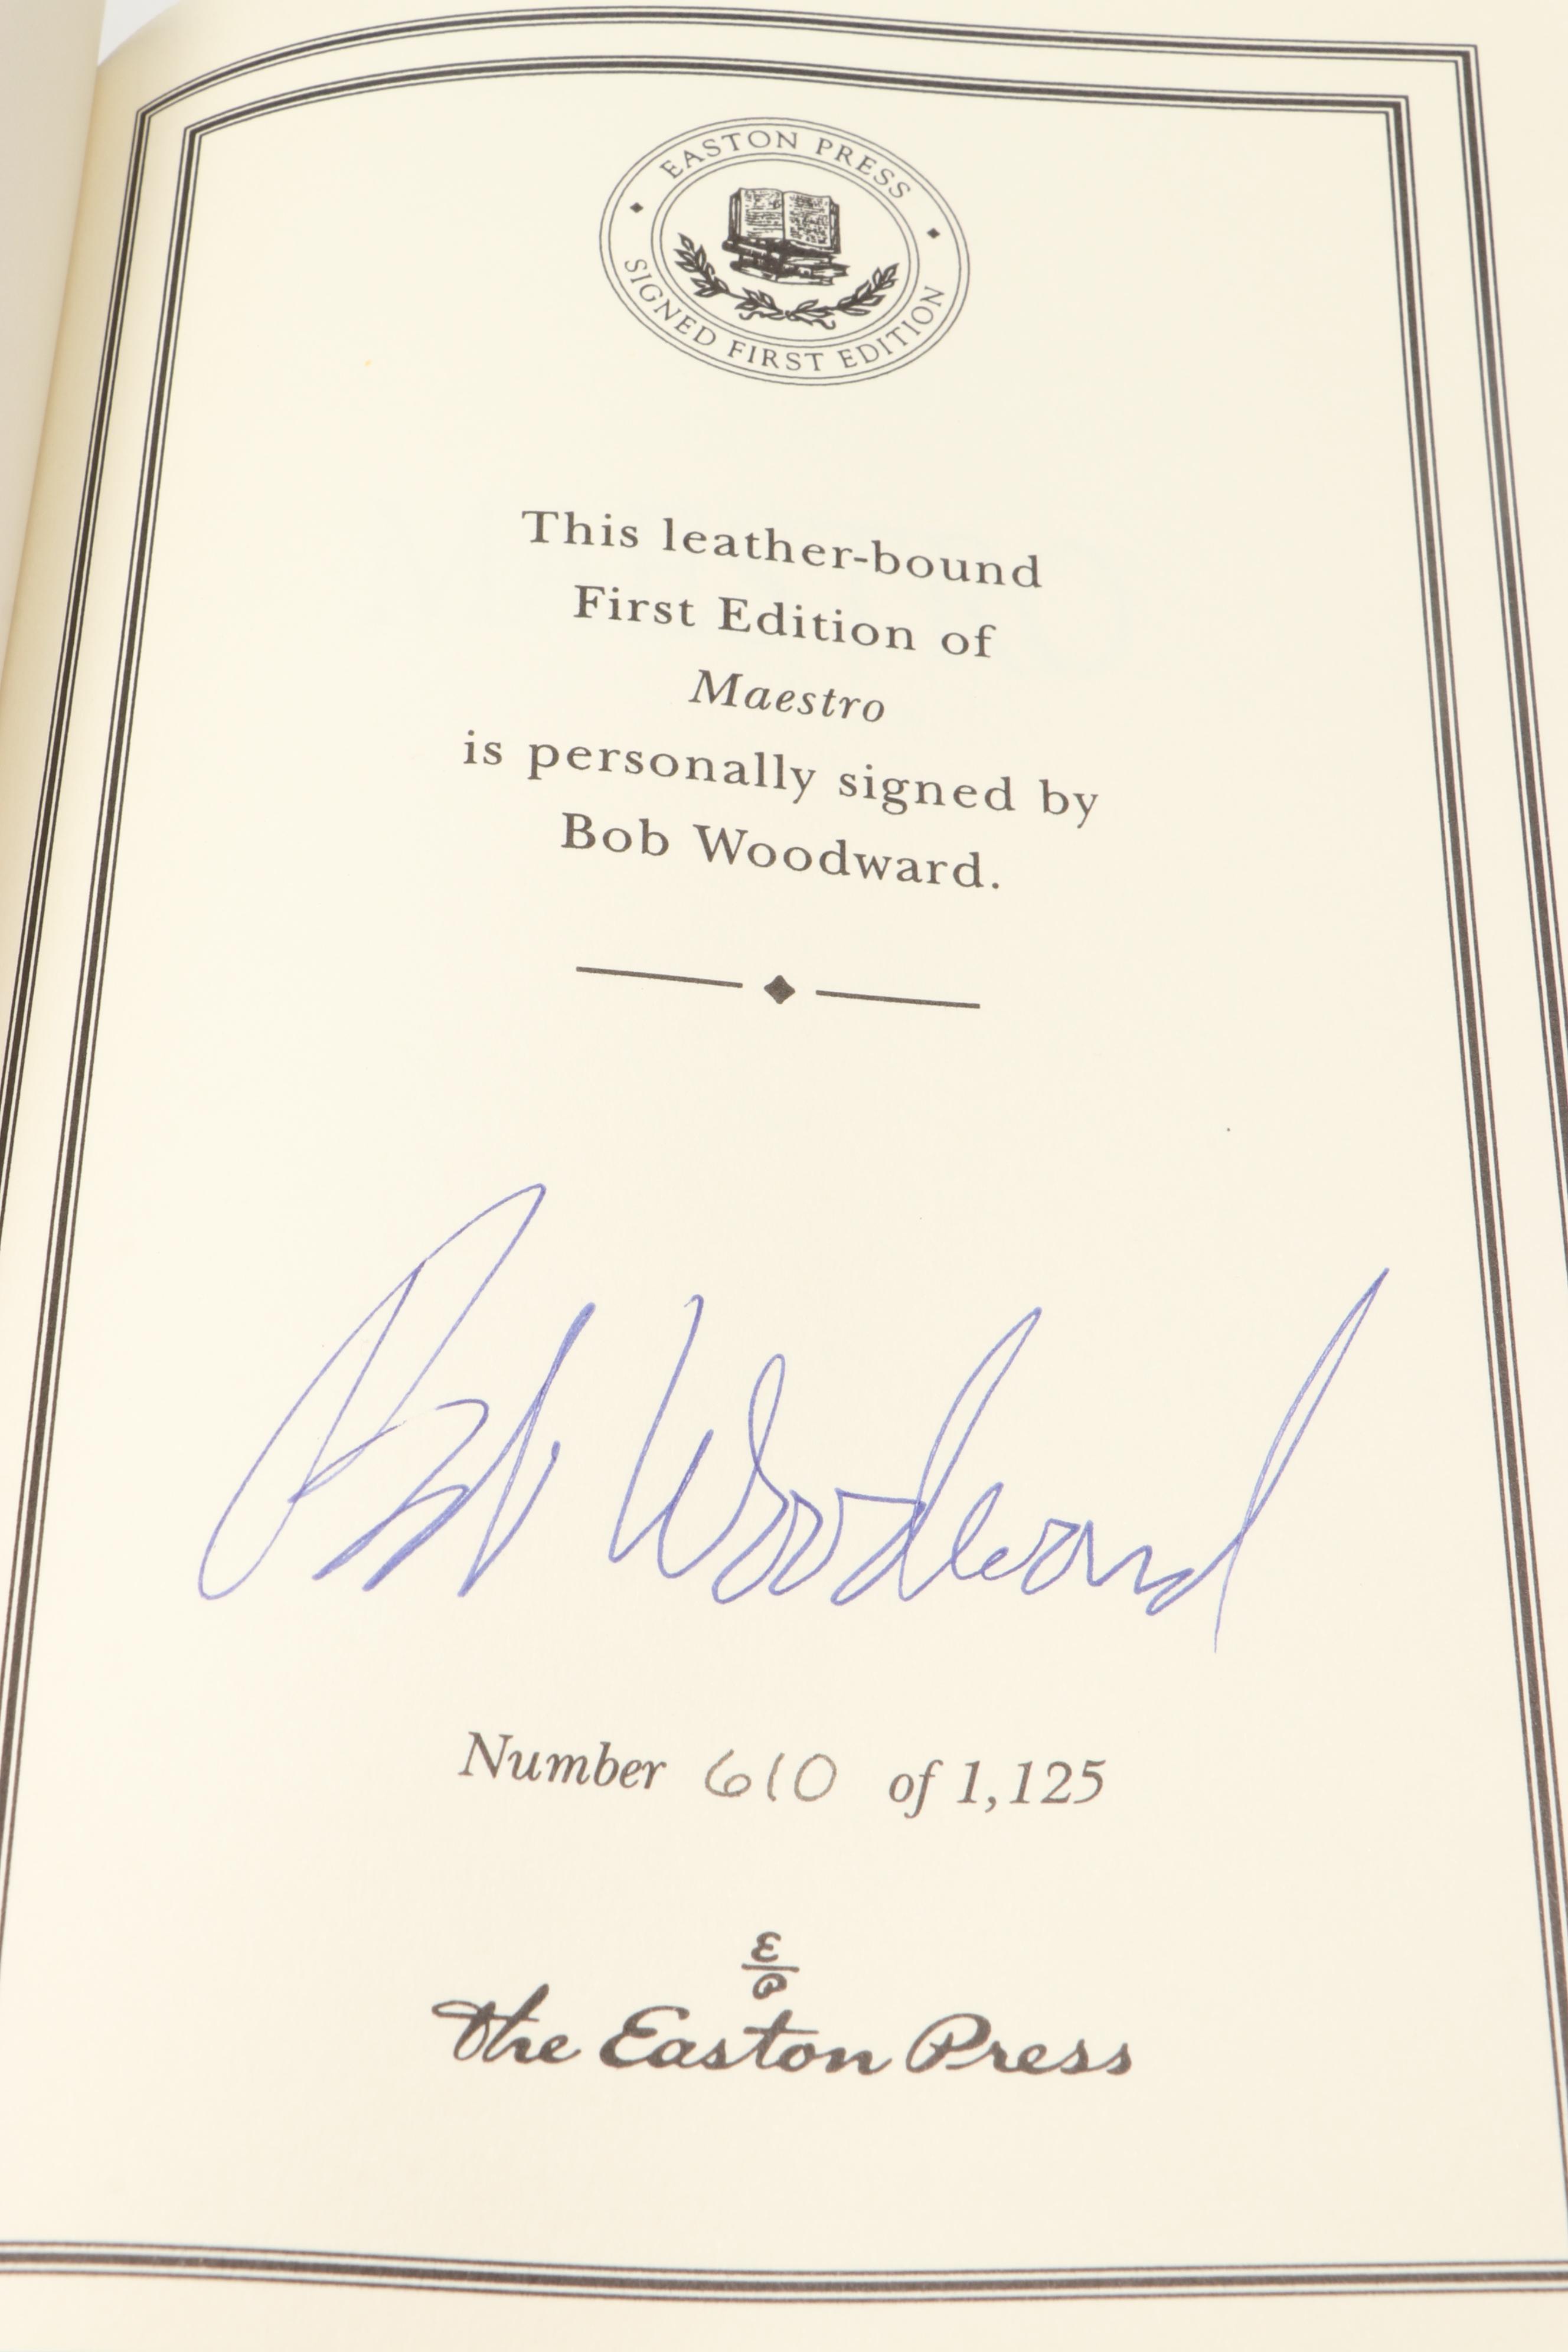 EASTON PRESS
SIGNED FIRST EDITION
This leather-bound
First Edition of
Maestro
is personally signed by
Bob Woodward.
Bob Woodward
Number 610 of 1,125
E
P
The Easton Press